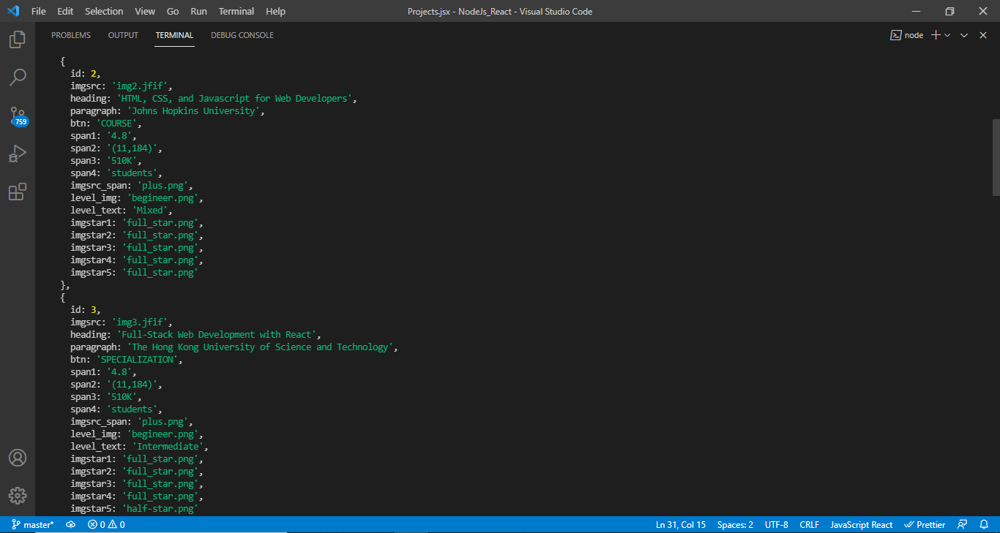 File Edit Selection View Go Run Terminal Help Projects.jsx - NodeJs_React - Visual Studio Code
PROBLEMS OUTPUT TERMINAL DEBUG CONSOLE node
{
id: 2,
imgsrc: 'img2.jfif',
heading: 'HTML, CSS, and Javascript for Web Developers',
paragraph: 'Johns Hopkins University',
btn: 'COURSE',
span1: '4.8',
span2: '(11,184)',
span3: '510K',
span4: 'students',
imgsrc_span: 'plus.png',
level_img: 'begineer.png',
level_text: 'Mixed',
imgstar1: 'full_star.png',
imgstar2: 'full_star.png',
imgstar3: 'full_star.png',
imgstar4: 'full_star.png',
imgstar5: 'full_star.png'
},
{
id: 3,
imgsrc: 'img3.jfif',
heading: 'Full-Stack Web Development with React',
paragraph: 'The Hong Kong University of Science and Technology',
btn: 'SPECIALIZATION',
span1: '4.8',
span2: '(11,184)',
span3: '510K',
span4: 'students',
imgsrc_span: 'plus.png',
level_img: 'begineer.png',
level_text: 'Intermediate',
imgstar1: 'full_star.png',
imgstar2: 'full_star.png',
imgstar3: 'full_star.png',
imgstar4: 'full_star.png',
imgstar5: 'half-star.png'
759
master* 0 0 Ln 31, Col 15 Spaces: 2 UTF-8 CRLF JavaScript React Prettier